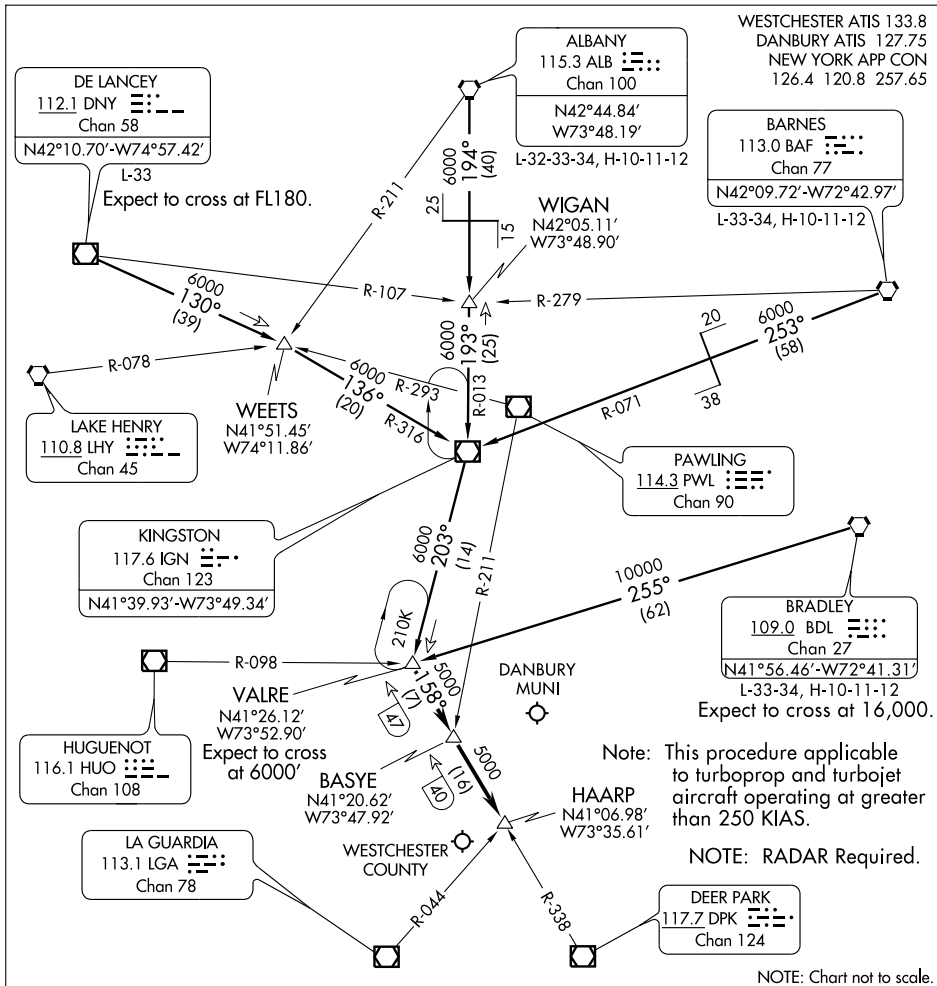 WESTCHESTER ATIS 133.8
DANBURY ATIS 127.75
NEW YORK APP CON
126.4 120.8 257.65
ALBANY
115.3 ALB
Chan 100
N42°44.84'
W73°48.19'
L-32-33-34, H-10-11-12
DE LANCEY
112.1 DNY
Chan 58
N42°10.70'-W74°57.42'
L-33
Expect to cross at FL180.
BARNES
113.0 BAF
Chan 77
N42°09.72'-W72°42.97'
L-33-34, H-10-11-12
6000
194°
(40)
R-211
25
15
WIGAN
N42°05.11'
W73°48.90'
R-107
R-279
6000
130°
(39)
6000
193°
(25)
R-013
20
38
6000
253°
(58)
R-071
R-078
6000
R-293
136°
(20)
R-316
WEETS
N41°51.45'
W74°11.86'
LAKE HENRY
110.8 LHY
Chan 45
PAWLING
114.3 PWL
Chan 90
KINGSTON
117.6 IGN
Chan 123
N41°39.93'-W73°49.34'
6000
203°
(14)
R-211
10000
255°
(62)
BRADLEY
109.0 BDL
Chan 27
N41°56.46'-W72°41.31'
L-33-34, H-10-11-12
Expect to cross at 16,000.
210K
R-098
VALRE
N41°26.12'
W73°52.90'
Expect to cross
at 6000'
5000
158°
(7)
47
DANBURY
MUNI
HUGUENOT
116.1 HUO
Chan 108
BASYE
N41°20.62'
W73°47.92'
5000
(16)
40
Note: This procedure applicable
to turboprop and turbojet
aircraft operating at greater
than 250 KIAS.
HAARP
N41°06.98'
W73°35.61'
NOTE: RADAR Required.
WESTCHESTER
COUNTY
LA GUARDIA
113.1 LGA
Chan 78
R-044
R-338
DEER PARK
117.7 DPK
Chan 124
NOTE: Chart not to scale.